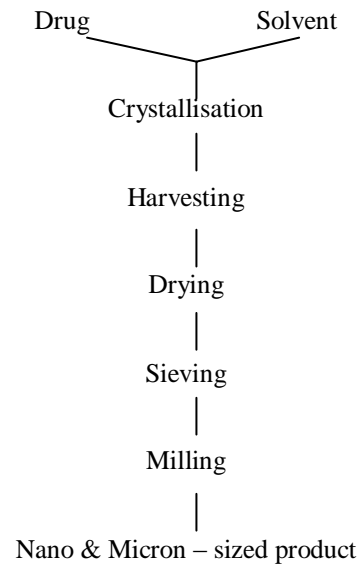 Drug Solvent
Crystallisation
Harvesting
Drying
Sieving
Milling
Nano & Micron – sized product